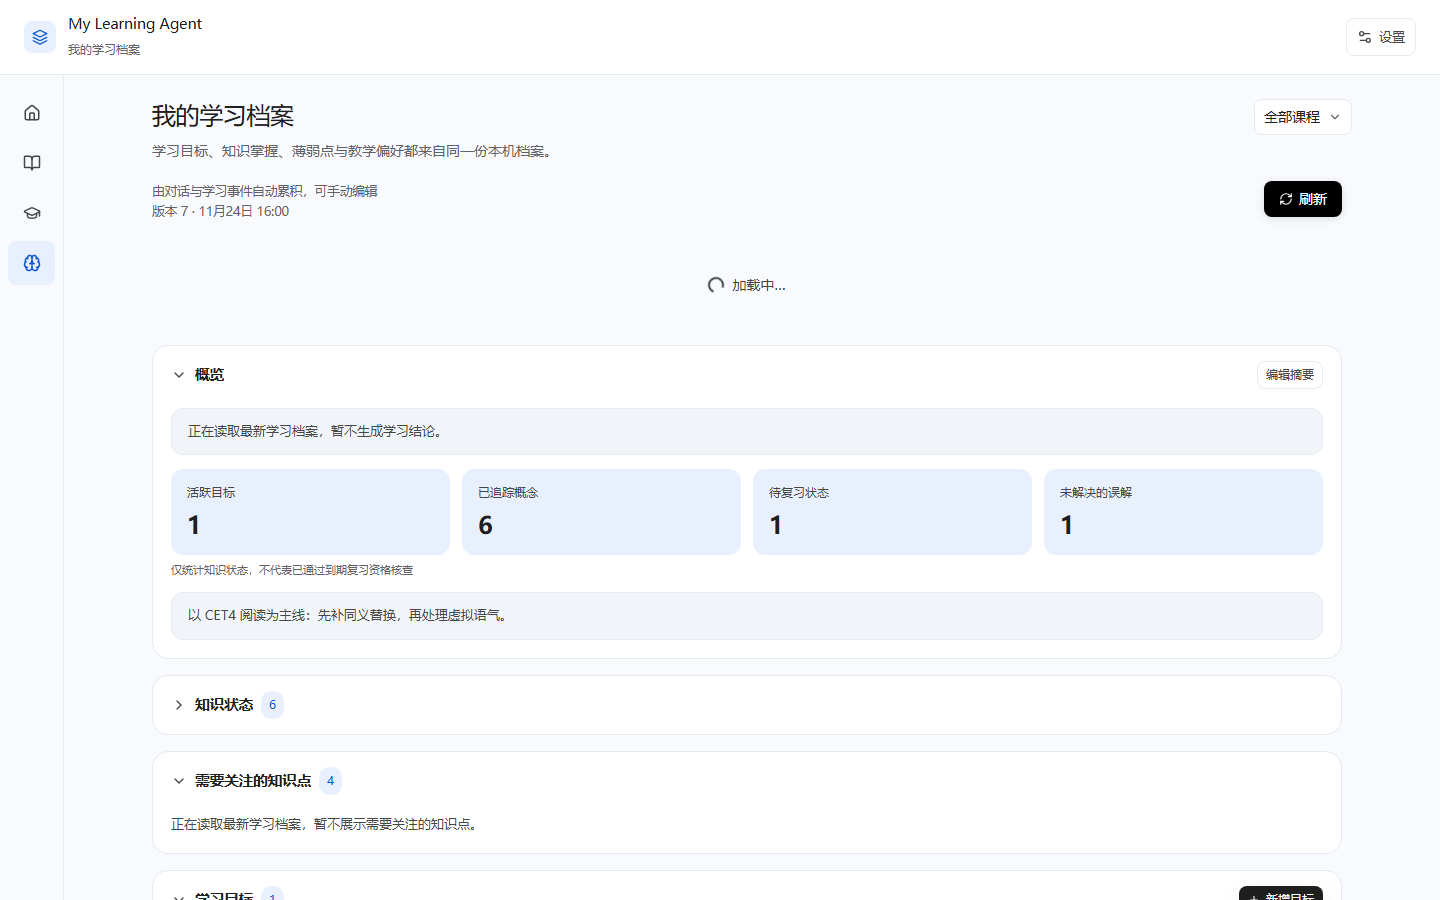 My Learning Agent
我的学习档案
设置
我的学习档案
全部课程
学习目标、知识掌握、薄弱点与教学偏好都来自同一份本机档案。
由对话与学习事件自动累积，可手动编辑
版本 7 · 11月24日 16:00
刷新
加载中...
概览
编辑摘要
正在读取最新学习档案，暂不生成学习结论。
活跃目标
1
已追踪概念
6
待复习状态
1
未解决的误解
1
仅统计知识状态，不代表已通过到期复习资格核查
以 CET4 阅读为主线：先补同义替换，再处理虚拟语气。
知识状态 6
需要关注的知识点 4
正在读取最新学习档案，暂不展示需要关注的知识点。
学习目标 1
+ 新增目标